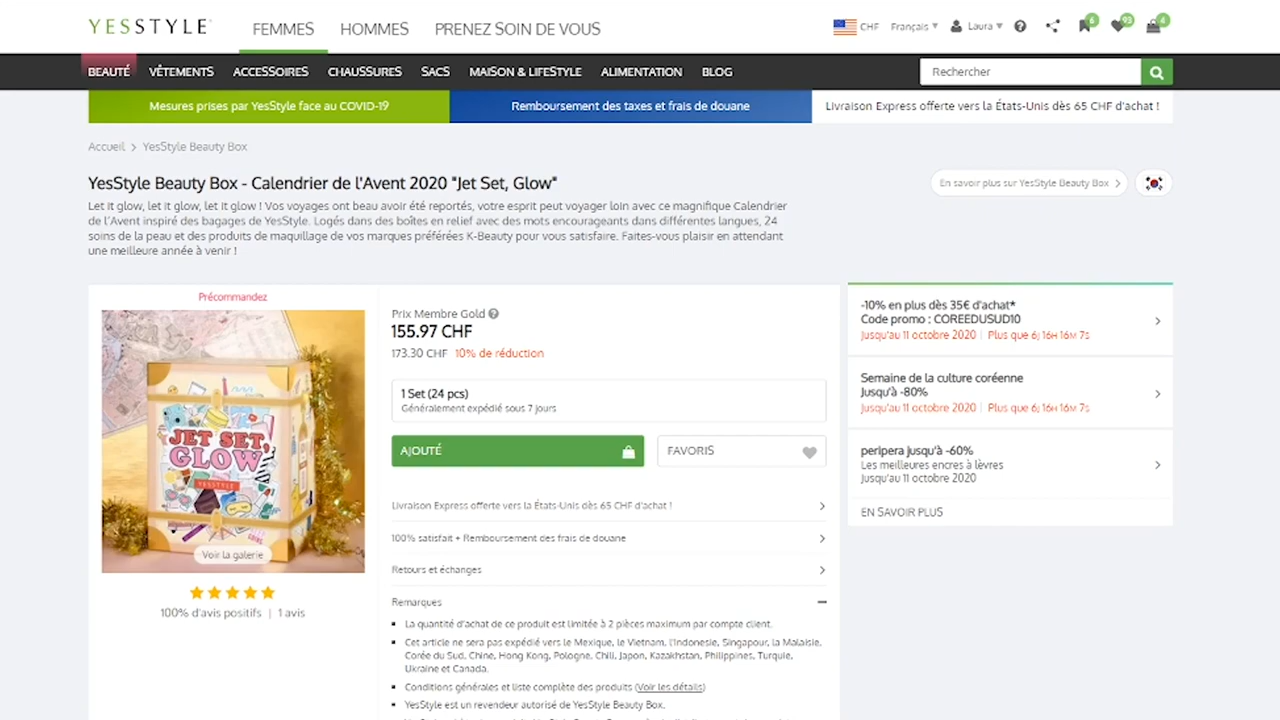 YESSTYLE
FEMMES HOMMES PRENEZ SOIN DE VOUS
CHF Français Laura 6 93 4
BEAUTÉ VÊTEMENTS ACCESSOIRES CHAUSSURES SACS MAISON & LIFESTYLE ALIMENTATION BLOG
Rechercher
Mesures prises par YesStyle face au COVID-19
Remboursement des taxes et frais de douane
Livraison Express offerte vers la États-Unis dès 65 CHF d'achat !
Accueil > YesStyle Beauty Box
YesStyle Beauty Box - Calendrier de l'Avent 2020 "Jet Set, Glow"
En savoir plus sur YesStyle Beauty Box
Let it glow, let it glow, let it glow ! Vos voyages ont beau avoir été reportés, votre esprit peut voyager loin avec ce magnifique Calendrier
de l'Avent inspiré des bagages de YesStyle. Logés dans des boîtes en relief avec des mots encourageants dans différentes langues, 24
soins de la peau et des produits de maquillage de vos marques préférées K-Beauty pour vous satisfaire. Faites-vous plaisir en attendant
une meilleure année à venir !
Précommandez
JET SET,
GLOW
YESSTYLE
Voir la galerie
100% d'avis positifs | 1 avis
Prix Membre Gold
155.97 CHF
173.30 CHF 10% de réduction
1 Set (24 pcs)
Généralement expédié sous 7 jours
AJOUTÉ
FAVORIS
Livraison Express offerte vers la États-Unis dès 65 CHF d'achat !
100% satisfait + Remboursement des frais de douane
Retours et échanges
Remarques
La quantité d'achat de ce produit est limitée à 2 pièces maximum par compte client.
Cet article ne sera pas expédié vers le Mexique, le Vietnam, l'Indonesie, Singapour, la Malaisie,
Corée du Sud, Chine, Hong Kong, Pologne, Chili, Japon, Kazakhstan, Philippines, Turquie,
Ukraine et Canada.
Conditions générales et liste complète des produits (Voir les détails)
YesStyle est un revendeur autorisé de YesStyle Beauty Box.
-10% en plus dès 35€ d'achat*
Code promo : COREEDUSUD10
Jusqu'au 11 octobre 2020 | Plus que 6J 16H 16M 7S
Semaine de la culture coréenne
Jusqu'à -80%
Jusqu'au 11 octobre 2020 | Plus que 6J 16H 16M 7S
peripera jusqu'à -60%
Les meilleures encres à lèvres
Jusqu'au 11 octobre 2020
EN SAVOIR PLUS